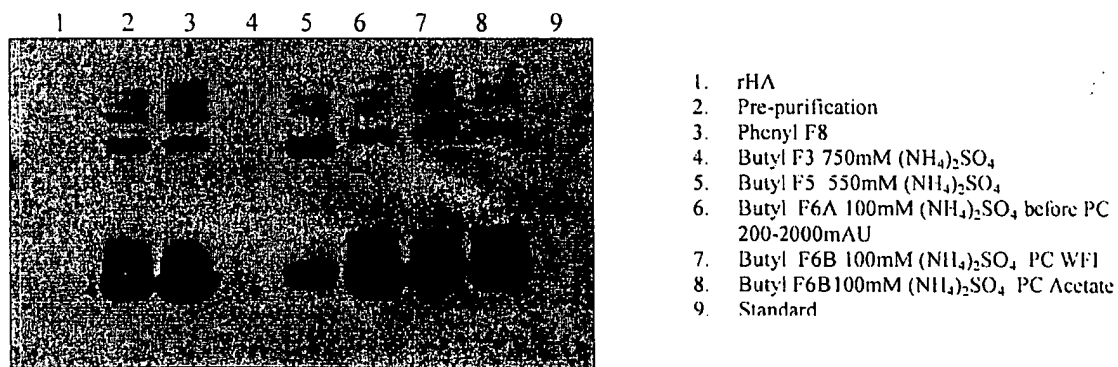 1 2 3 4 5 6 7 8 9
1. rHA
2. Pre-purification
3. Phenyl F8
4. Butyl F3 750mM (NH₄)₂SO₄
5. Butyl F5 550mM (NH₄)₂SO₄
6. Butyl F6A 100mM (NH₄)₂SO₄ before PC
200-2000mAU
7. Butyl F6B 100mM (NH₄)₂SO₄ PC WFI
8. Butyl F6B100mM (NH₄)₂SO₄ PC Acetate
9. Standard